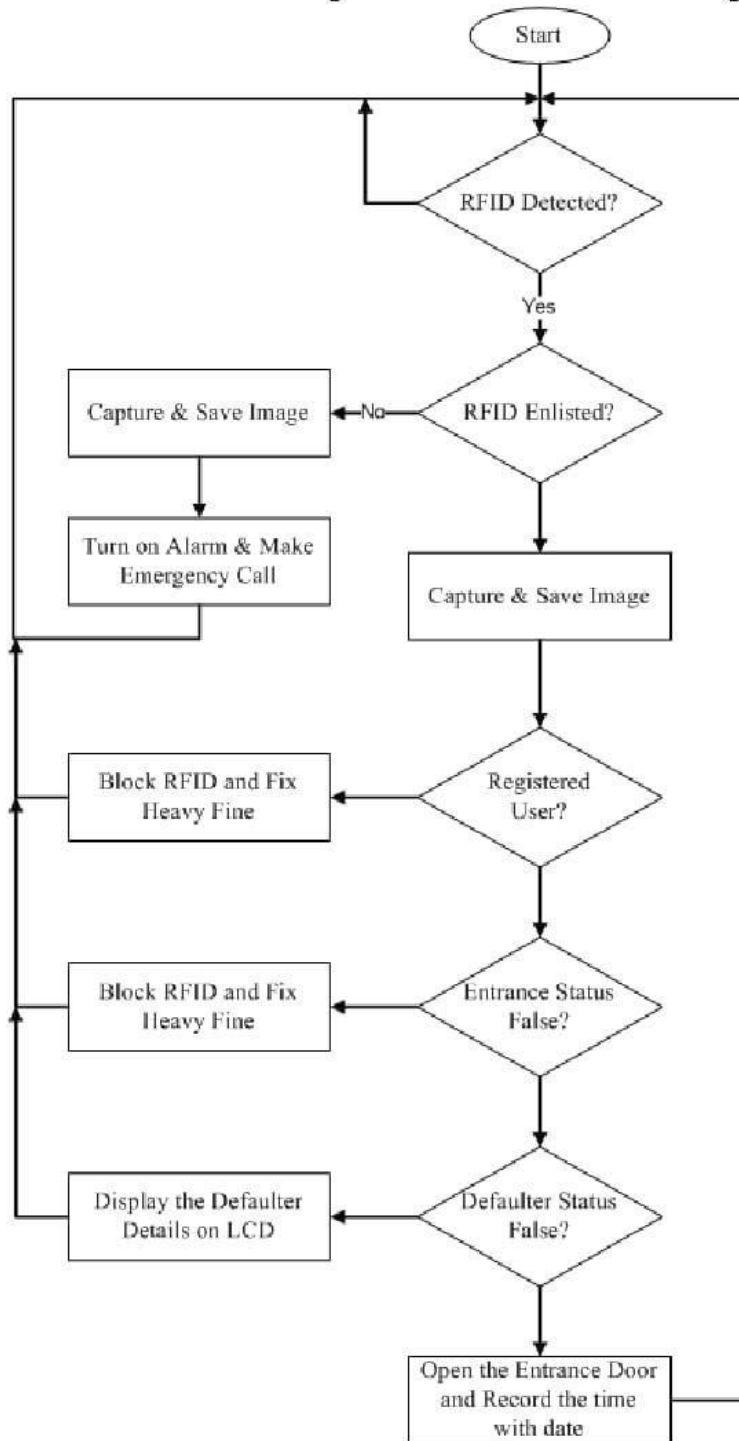 Start
RFID Detected?
Yes
RFID Enlisted?
No
Capture & Save Image
Turn on Alarm & Make
Emergency Call
Capture & Save Image
Registered
User?
Block RFID and Fix
Heavy Fine
Entrance Status
False?
Block RFID and Fix
Heavy Fine
Defaulter Status
False?
Display the Defaulter
Details on LCD
Open the Entrance Door
and Record the time
with date